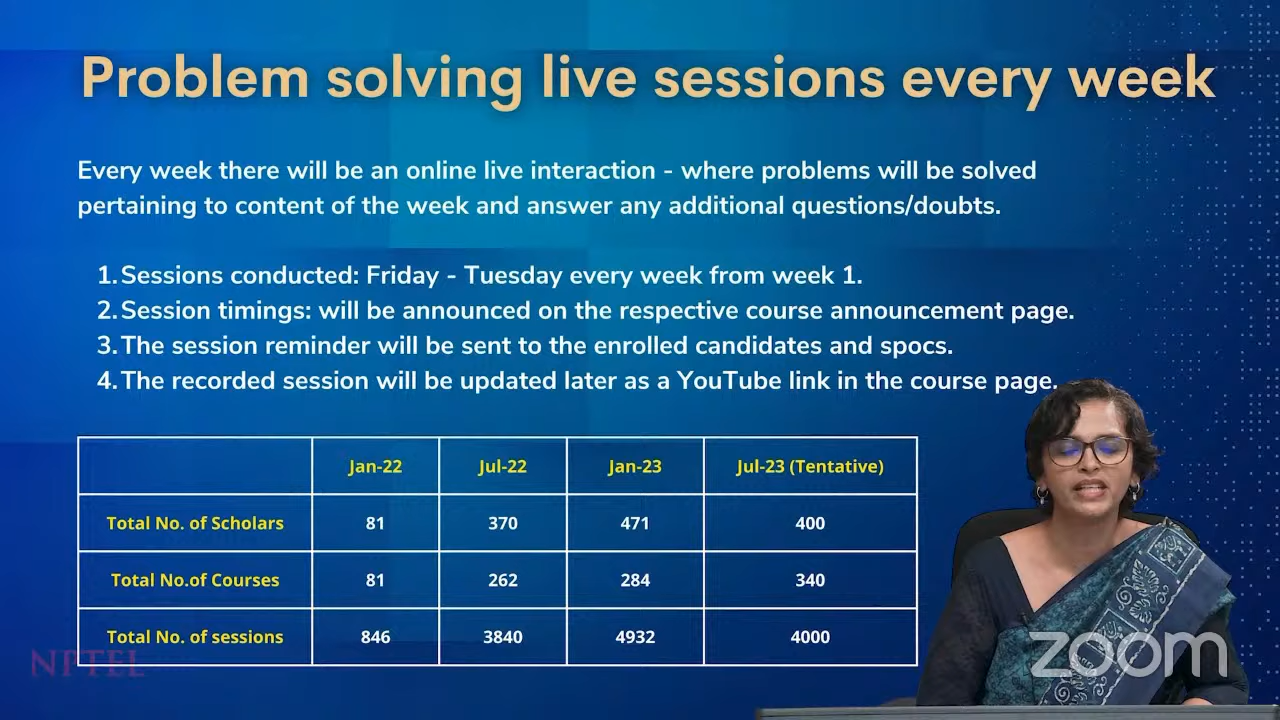 Problem solving live sessions every week
Every week there will be an online live interaction - where problems will be solved
pertaining to content of the week and answer any additional questions/doubts.
1. Sessions conducted: Friday - Tuesday every week from week 1.
2. Session timings: will be announced on the respective course announcement page.
3. The session reminder will be sent to the enrolled candidates and spocs.
4. The recorded session will be updated later as a YouTube link in the course page.
Jan-22 Jul-22 Jan-23 Jul-23 (Tentative)
Total No. of Scholars 81 370 471 400
Total No.of Courses 81 262 284 340
Total No. of sessions 846 3840 4932 4000
NPTEL
zoom